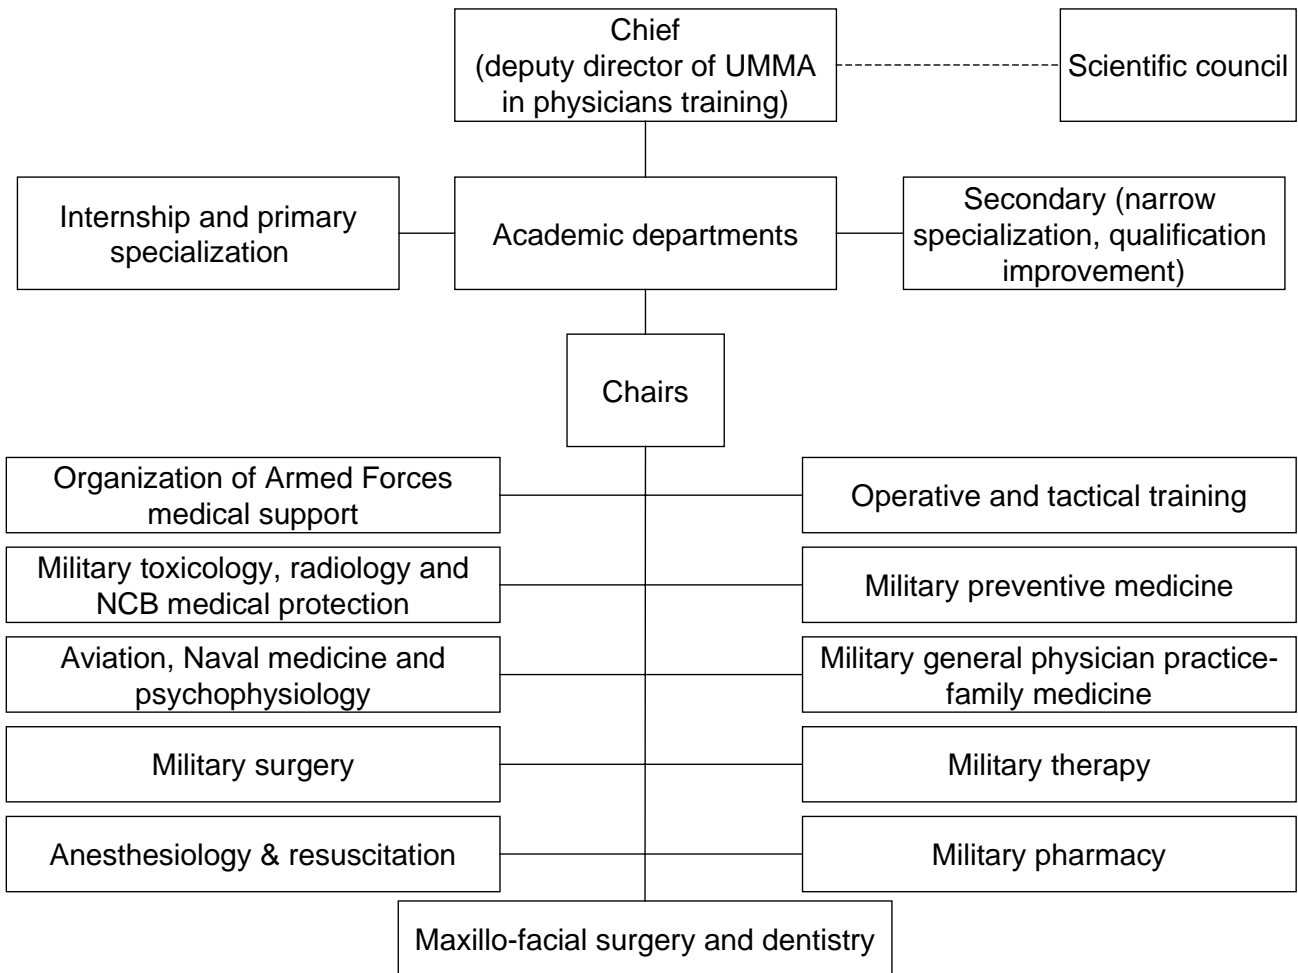 Chief
(deputy director of UMMA
in physicians training)
Scientific council
Internship and primary
specialization
Academic departments
Secondary (narrow
specialization, qualification
improvement)
Chairs
Organization of Armed Forces
medical support
Operative and tactical training
Military toxicology, radiology and
NCB medical protection
Military preventive medicine
Aviation, Naval medicine and
psychophysiology
Military general physician practice-
family medicine
Military surgery
Military therapy
Anesthesiology & resuscitation
Military pharmacy
Maxillo-facial surgery and dentistry